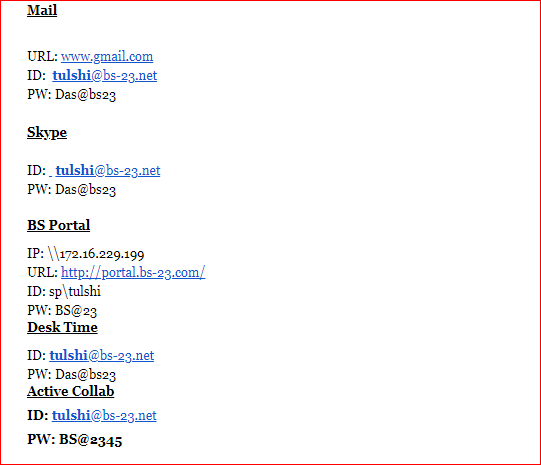 Mail
URL: www.gmail.com
ID: tulshi@bs-23.net
PW: Das@bs23
Skype
ID: tulshi@bs-23.net
PW: Das@bs23
BS Portal
IP: \\172.16.229.199
URL: http://portal.bs-23.com/
ID: sp\tulshi
PW: BS@23
Desk Time
ID: tulshi@bs-23.net
PW: Das@bs23
Active Collab
ID: tulshi@bs-23.net
PW: BS@2345